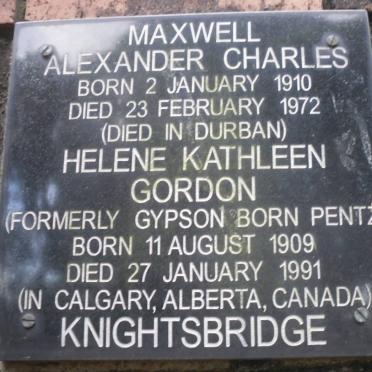 MAXWELL
ALEXANDER CHARLES
BORN 2 JANUARY 1910
DIED 23 FEBRUARY 1972
(DIED IN DURBAN)
HELENE KATHLEEN
GORDON
(FORMERLY GYPSON BORN PENTZ
BORN 11 AUGUST 1909
DIED 27 JANUARY 1991
(IN CALGARY, ALBERTA, CANADA)
KNIGHTSBRIDGE